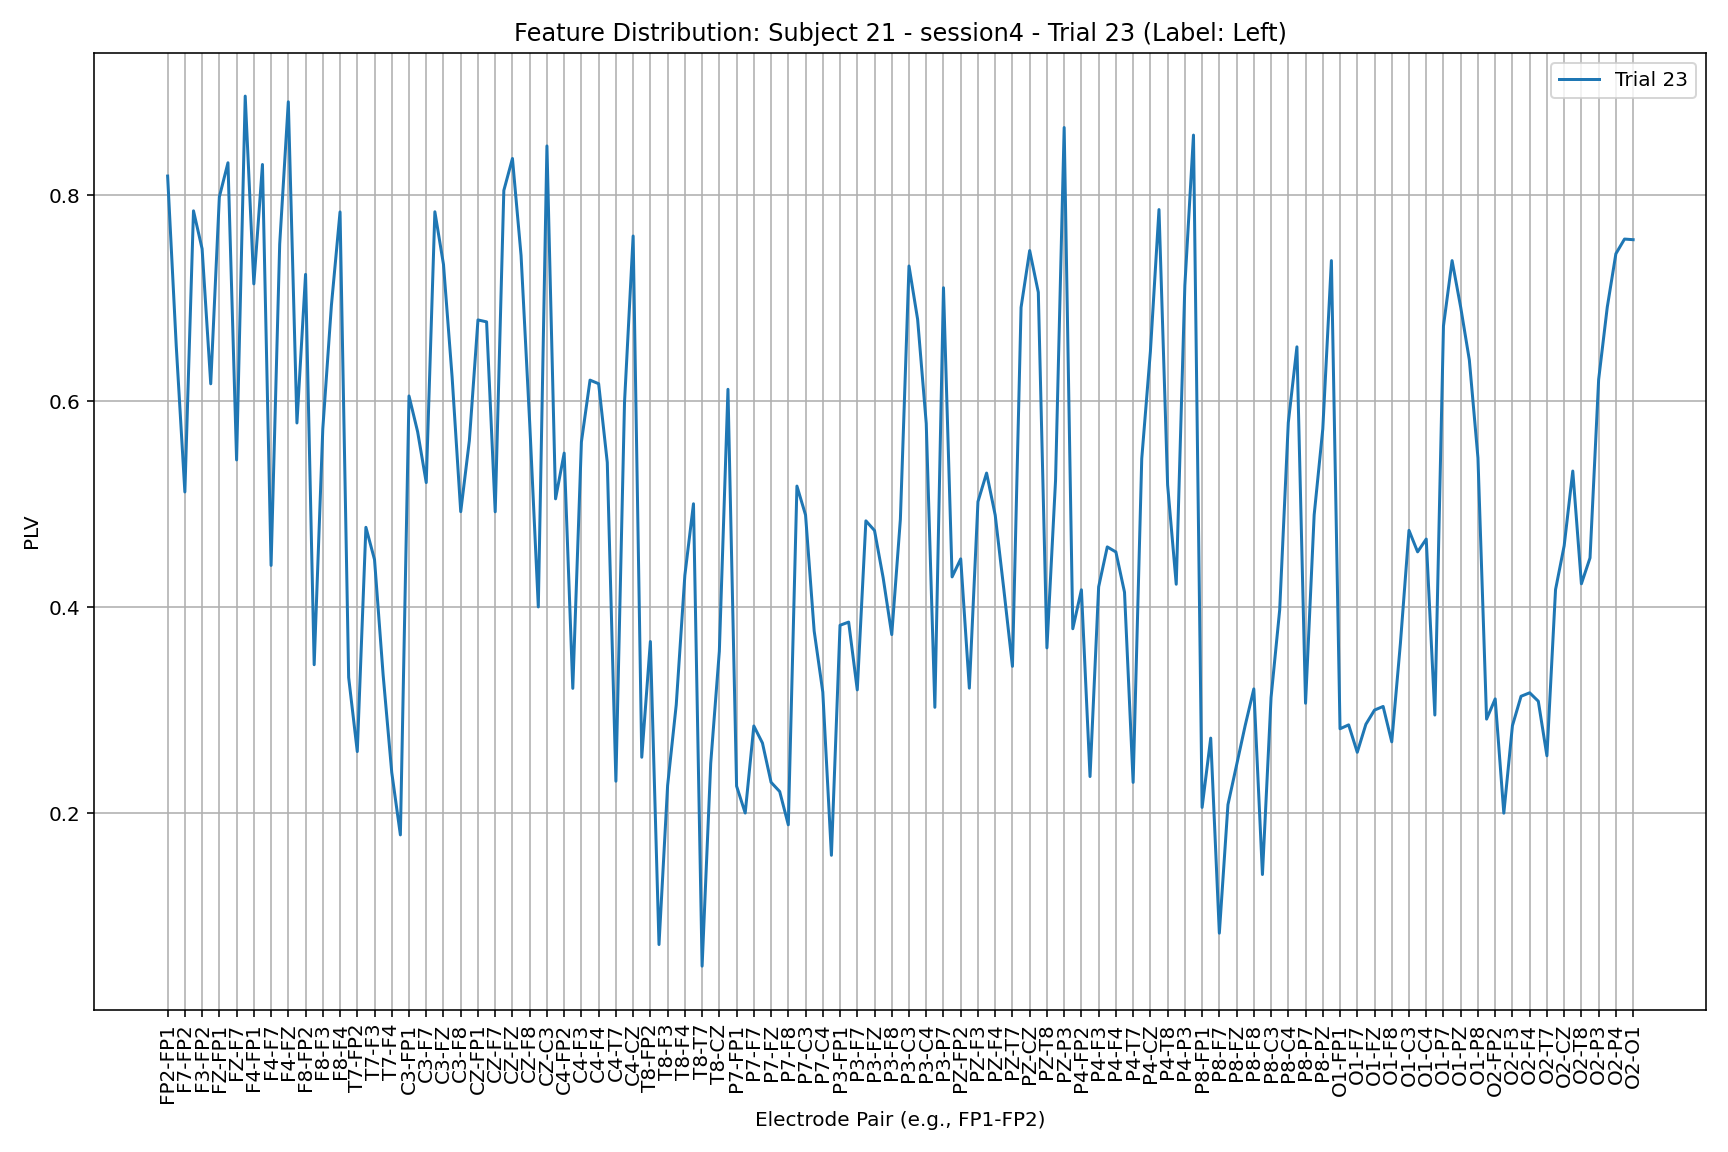 Feature Distribution: Subject 21 - session4 - Trial 23 (Label: Left)
Trial 23
PLV
0.8
0.6
0.4
0.2
FP2-FP1
F7-FP2
F3-FP2
FZ-FP1
FZ-F7
F4-FP1
F4-F7
F4-FZ
F8-FP2
F8-F3
F8-F4
T7-FP2
T7-F3
T7-F4
C3-FP1
C3-F7
C3-FZ
C3-F8
CZ-FP1
CZ-F7
CZ-FZ
CZ-F8
CZ-C3
C4-FP2
C4-F3
C4-F4
C4-T7
C4-CZ
T8-FP2
T8-F3
T8-F4
T8-T7
T8-CZ
P7-FP1
P7-F7
P7-FZ
P7-F8
P7-C3
P7-C4
P3-FP1
P3-F7
P3-FZ
P3-F8
P3-C3
P3-C4
P3-P7
PZ-FP2
PZ-F3
PZ-F4
PZ-T7
PZ-CZ
PZ-T8
PZ-P3
P4-FP2
P4-F3
P4-F4
P4-T7
P4-CZ
P4-T8
P4-P3
P8-FP1
P8-F7
P8-FZ
P8-F8
P8-C3
P8-C4
P8-P7
P8-PZ
O1-FP1
O1-F7
O1-FZ
O1-F8
O1-C3
O1-C4
O1-P7
O1-PZ
O1-P8
O2-FP2
O2-F3
O2-F4
O2-T7
O2-CZ
O2-T8
O2-P3
O2-P4
O2-O1
Electrode Pair (e.g., FP1-FP2)